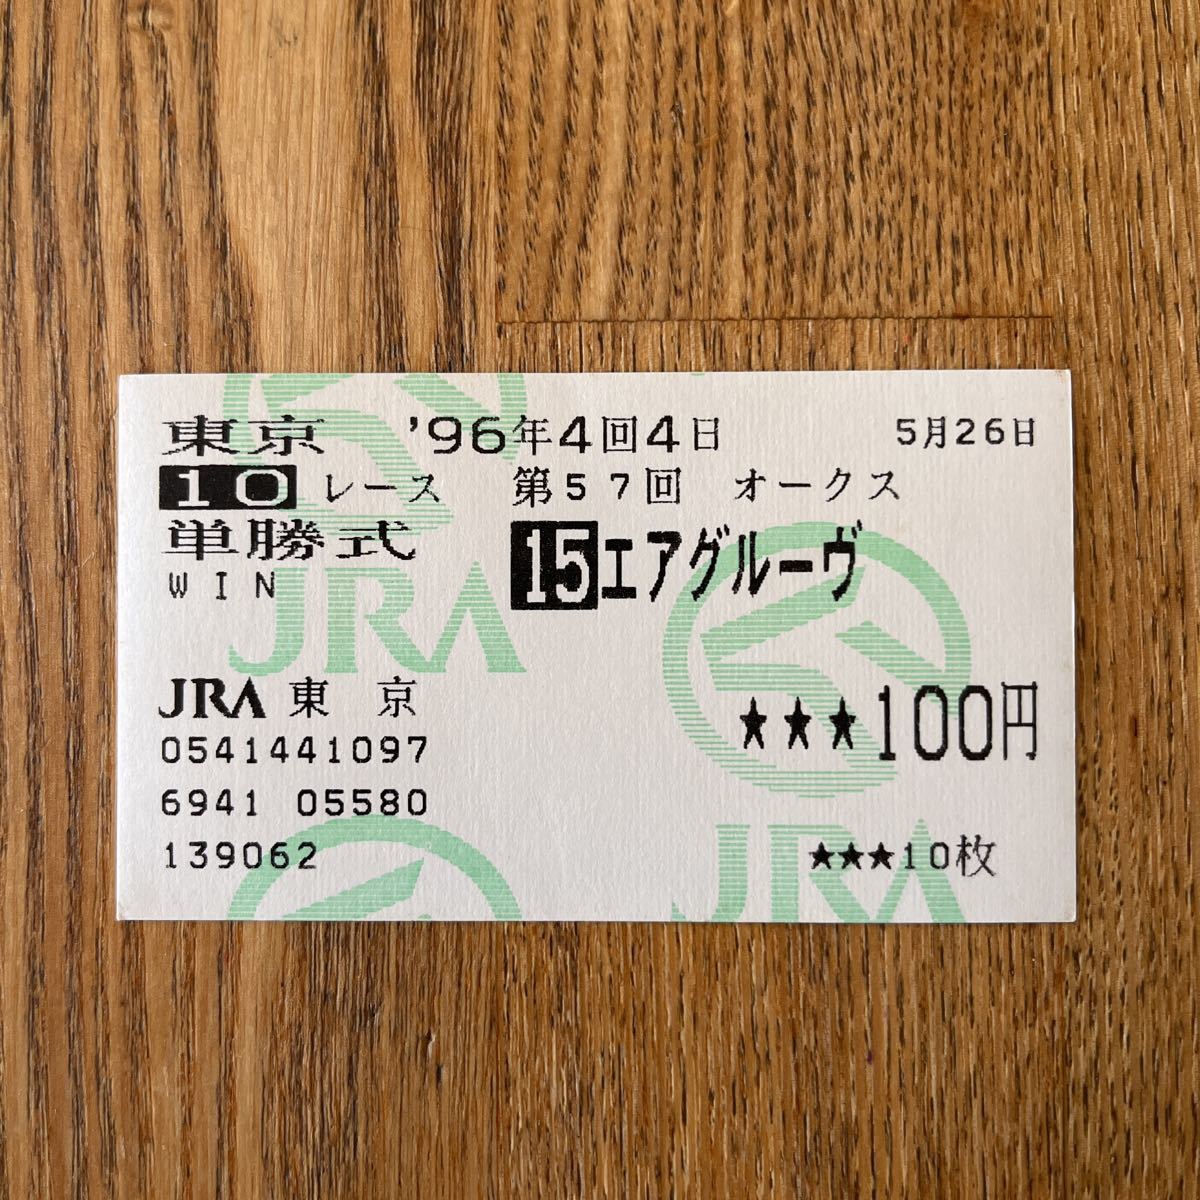 東京 '96年4回4日 5月26日
10 レース 第57回 オークス
単勝式 15 エアグルーヴ
WIN
JRA 東京 ★★★100円
0541441097
6941 05580
139062 ★★★10枚
JRA
JRA